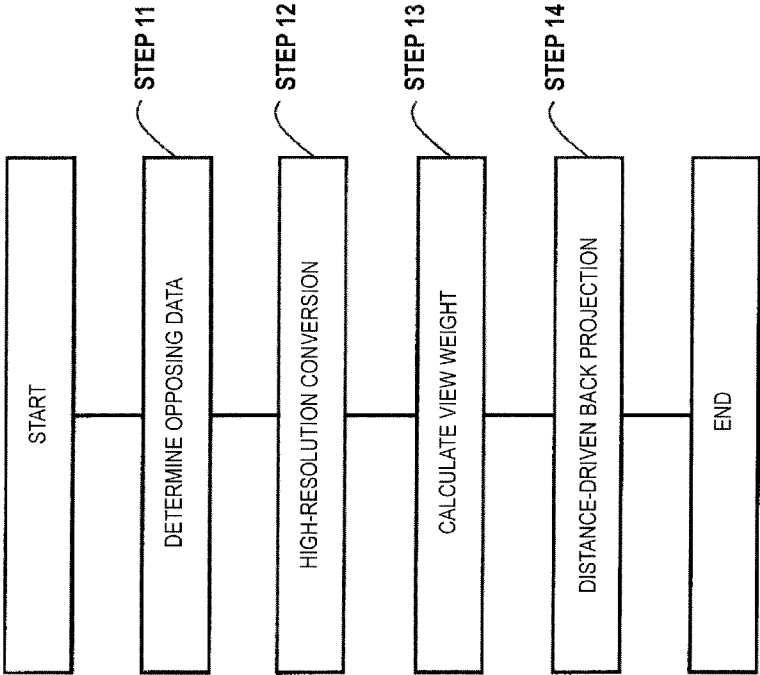 START
DETERMINE OPPOSING DATA
STEP 11
HIGH-RESOLUTION CONVERSION
STEP 12
CALCULATE VIEW WEIGHT
STEP 13
DISTANCE-DRIVEN BACK PROJECTION
STEP 14
END